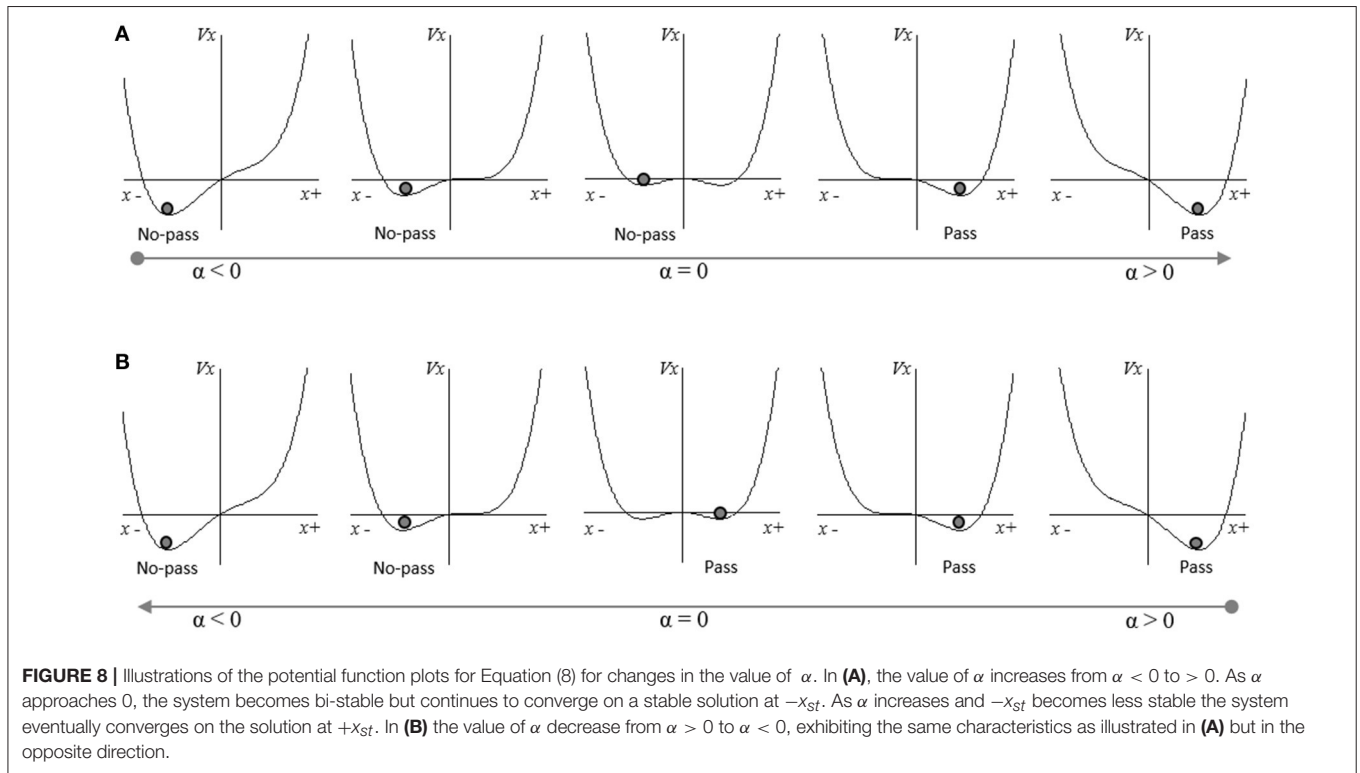 A
Vx Vx Vx Vx Vx
x - x+ x - x+ x - x+ x - x+ x - x+
No-pass No-pass No-pass Pass Pass
α < 0 α = 0 α > 0
B
Vx Vx Vx Vx Vx
x - x+ x - x+ x - x+ x - x+ x - x+
No-pass No-pass Pass Pass Pass
α < 0 α = 0 α > 0
FIGURE 8 | Illustrations of the potential function plots for Equation (8) for changes in the value of α. In (A), the value of α increases from α < 0 to > 0. As α
approaches 0, the system becomes bi-stable but continues to converge on a stable solution at −xst. As α increases and −xst becomes less stable the system
eventually converges on the solution at +xst. In (B) the value of α decrease from α > 0 to α < 0, exhibiting the same characteristics as illustrated in (A) but in the
opposite direction.